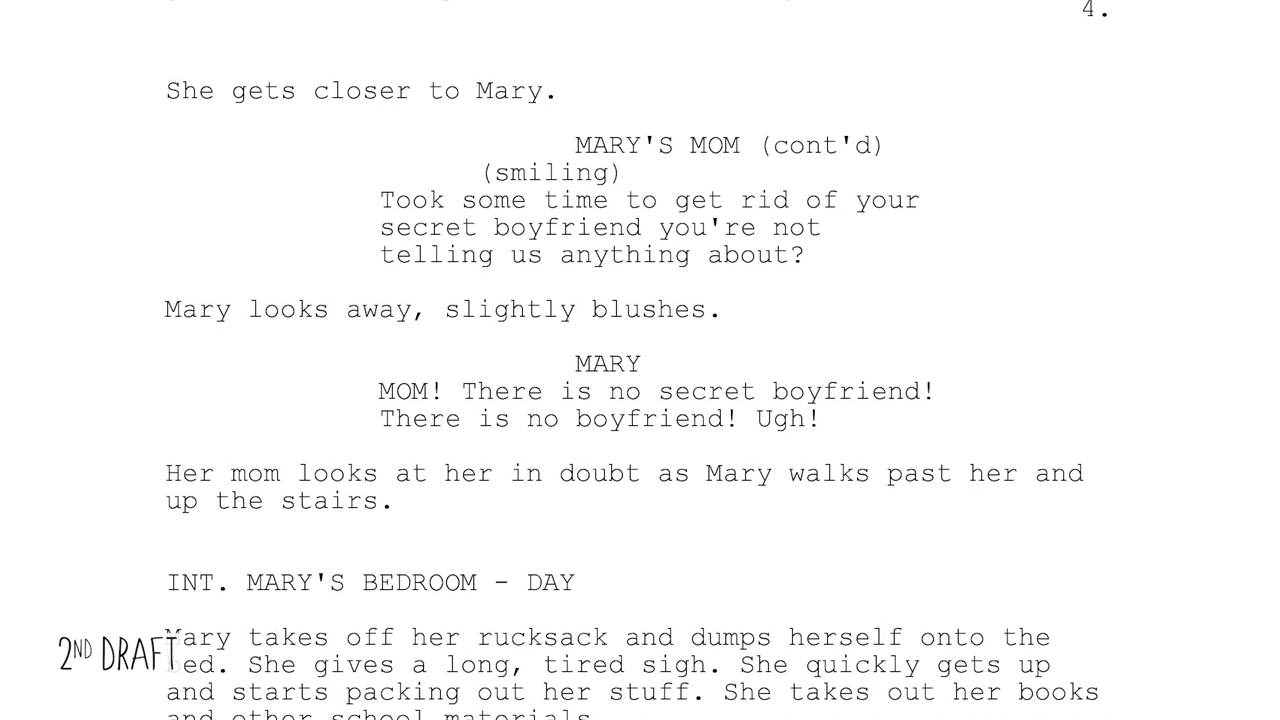 4.
She gets closer to Mary.
MARY'S MOM (cont'd)
(smiling)
Took some time to get rid of your
secret boyfriend you're not
telling us anything about?
Mary looks away, slightly blushes.
MARY
MOM! There is no secret boyfriend!
There is no boyfriend! Ugh!
Her mom looks at her in doubt as Mary walks past her and
up the stairs.
INT. MARY'S BEDROOM - DAY
Mary takes off her rucksack and dumps herself onto the
2ND DRAFT
bed. She gives a long, tired sigh. She quickly gets up
and starts packing out her stuff. She takes out her books
and other school materials.